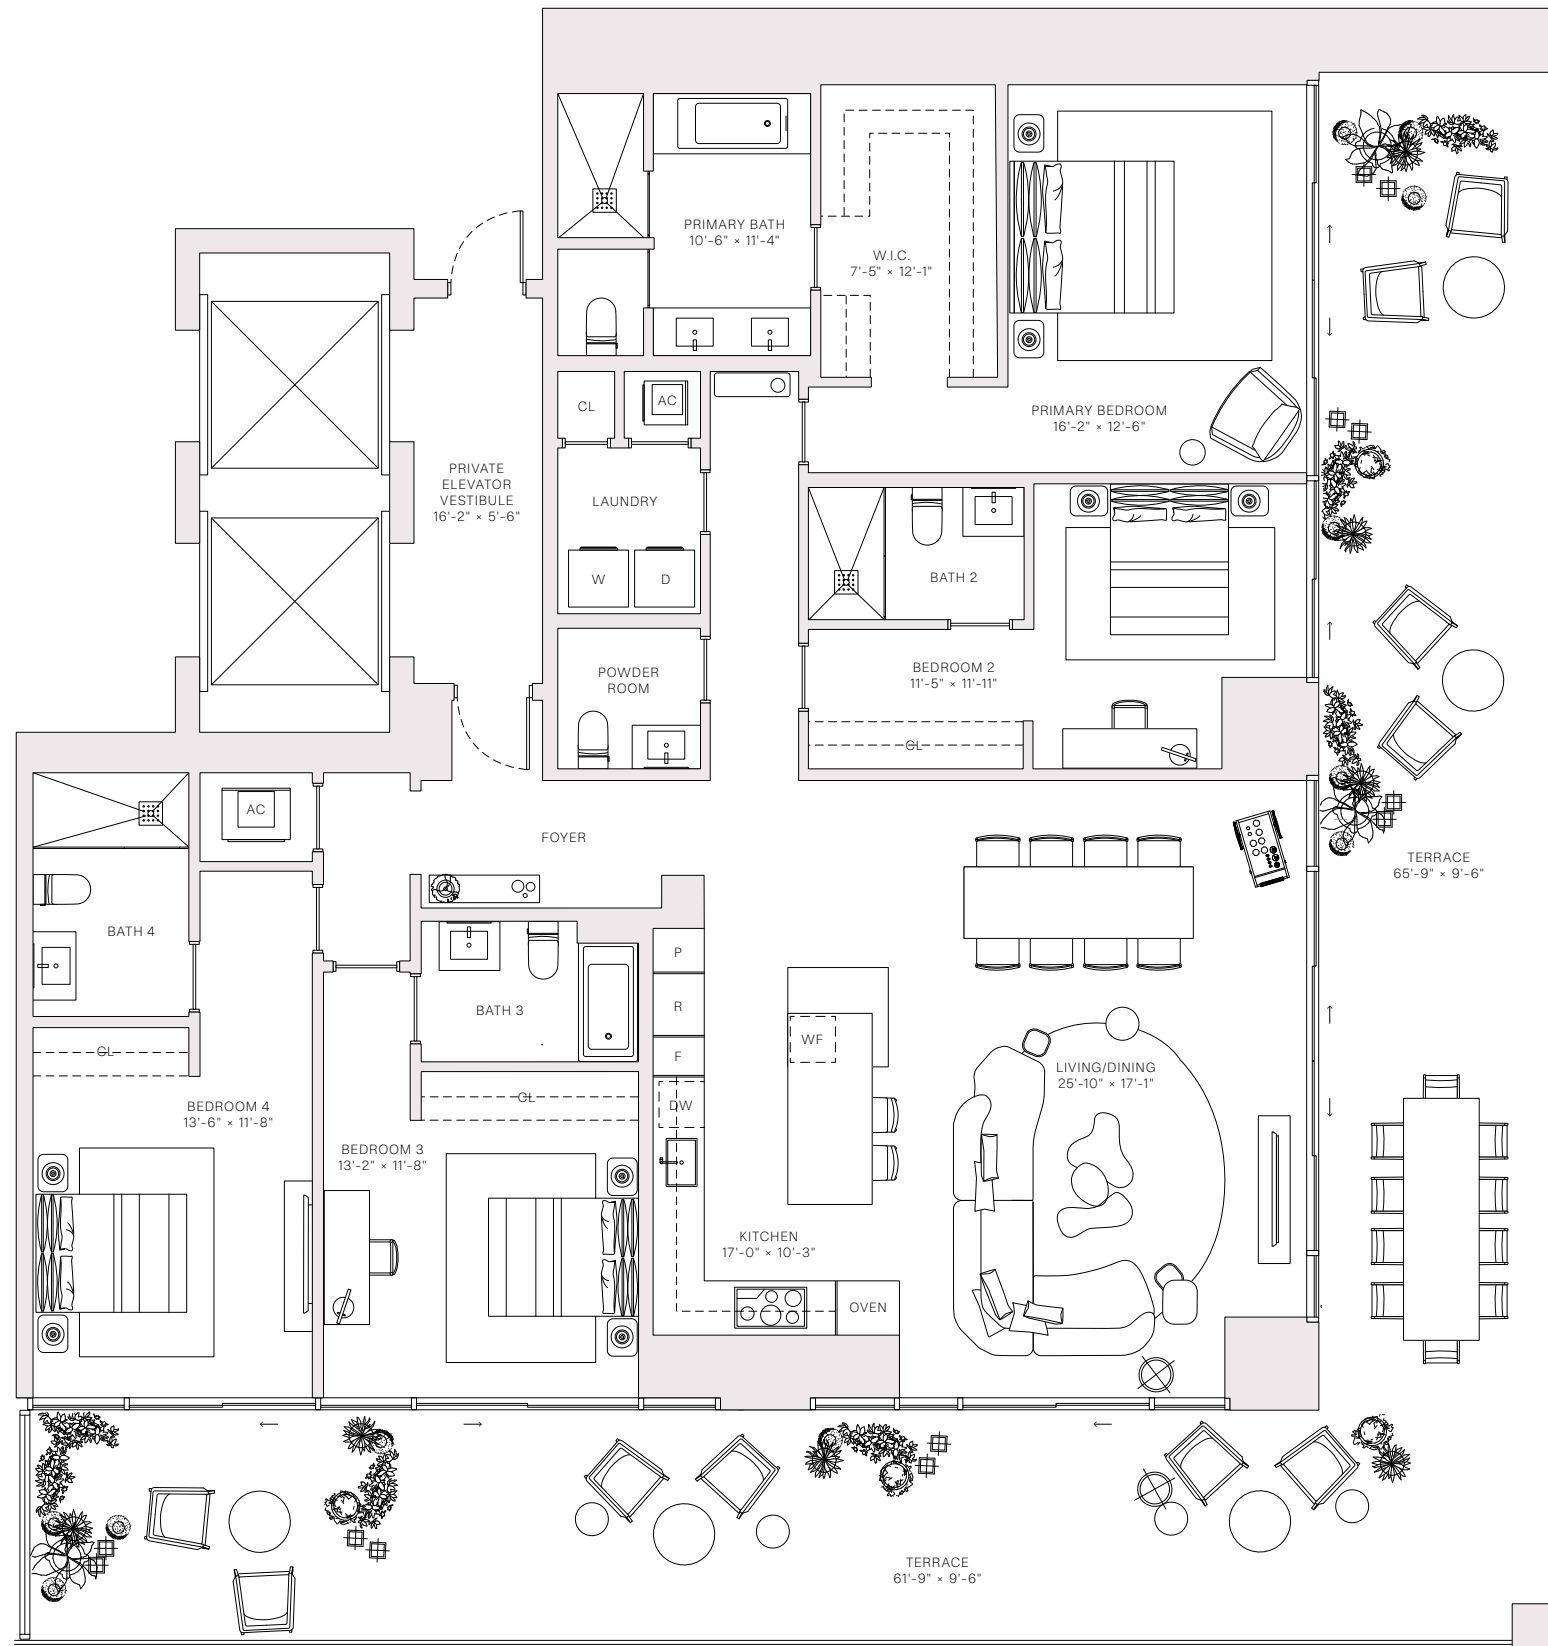 PRIMARY BATH
10'-6" × 11'-4"
W.I.C.
7'-5" × 12'-1"
PRIMARY BEDROOM
16'-2" × 12'-6"
CL
AC
PRIVATE
ELEVATOR
VESTIBULE
16'-2" × 5'-6"
LAUNDRY
W
D
BATH 2
POWDER
ROOM
BEDROOM 2
11'-5" × 11'-11"
CL
AC
FOYER
TERRACE
65'-9" × 9'-6"
BATH 4
P
R
BATH 3
F
WF
CL
LIVING/DINING
25'-10" × 17'-1"
CL
DW
BEDROOM 4
13'-6" × 11'-8"
BEDROOM 3
13'-2" × 11'-8"
KITCHEN
17'-0" × 10'-3"
OVEN
TERRACE
61'-9" × 9'-6"